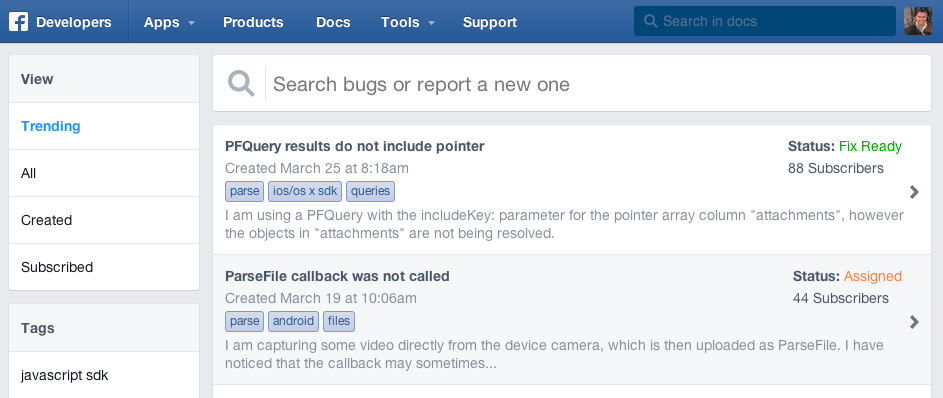 Developers Apps Products Docs Tools Support Search in docs
View
Trending
All
Created
Subscribed
Tags
javascript sdk
Search bugs or report a new one
PFQuery results do not include pointer Status: Fix Ready
Created March 25 at 8:18am 88 Subscribers
parse ios/os x sdk queries
I am using a PFQuery with the includeKey: parameter for the pointer array column "attachments", however
the objects in "attachments" are not being resolved.
ParseFile callback was not called Status: Assigned
Created March 19 at 10:06am 44 Subscribers
parse android files
I am capturing some video directly from the device camera, which is then uploaded as ParseFile. I have
noticed that the callback may sometimes...